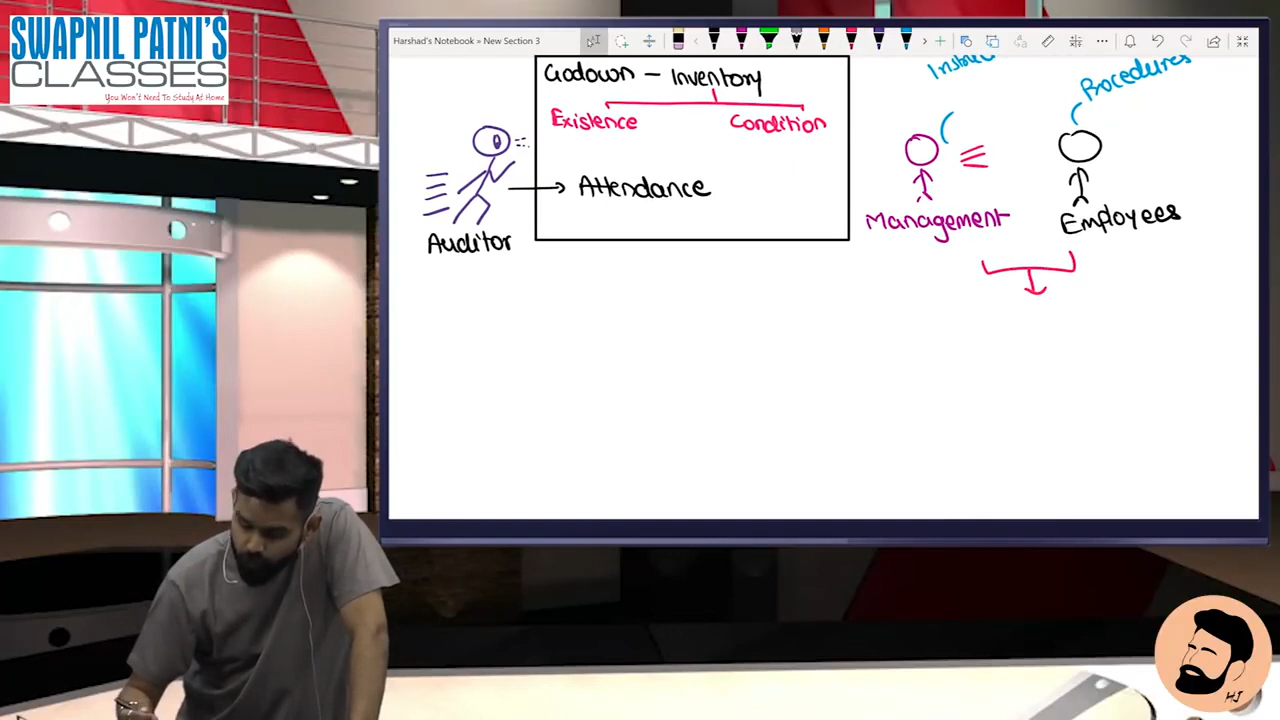 SWAPNIL PATNI'S
CLASSES
You Won't Need To Study At Home
Harshad's Notebook » New Section 3
Godown - Inventory
Existence
Condition
Attendance
Auditor
Procedures
Management
Employees
HJ